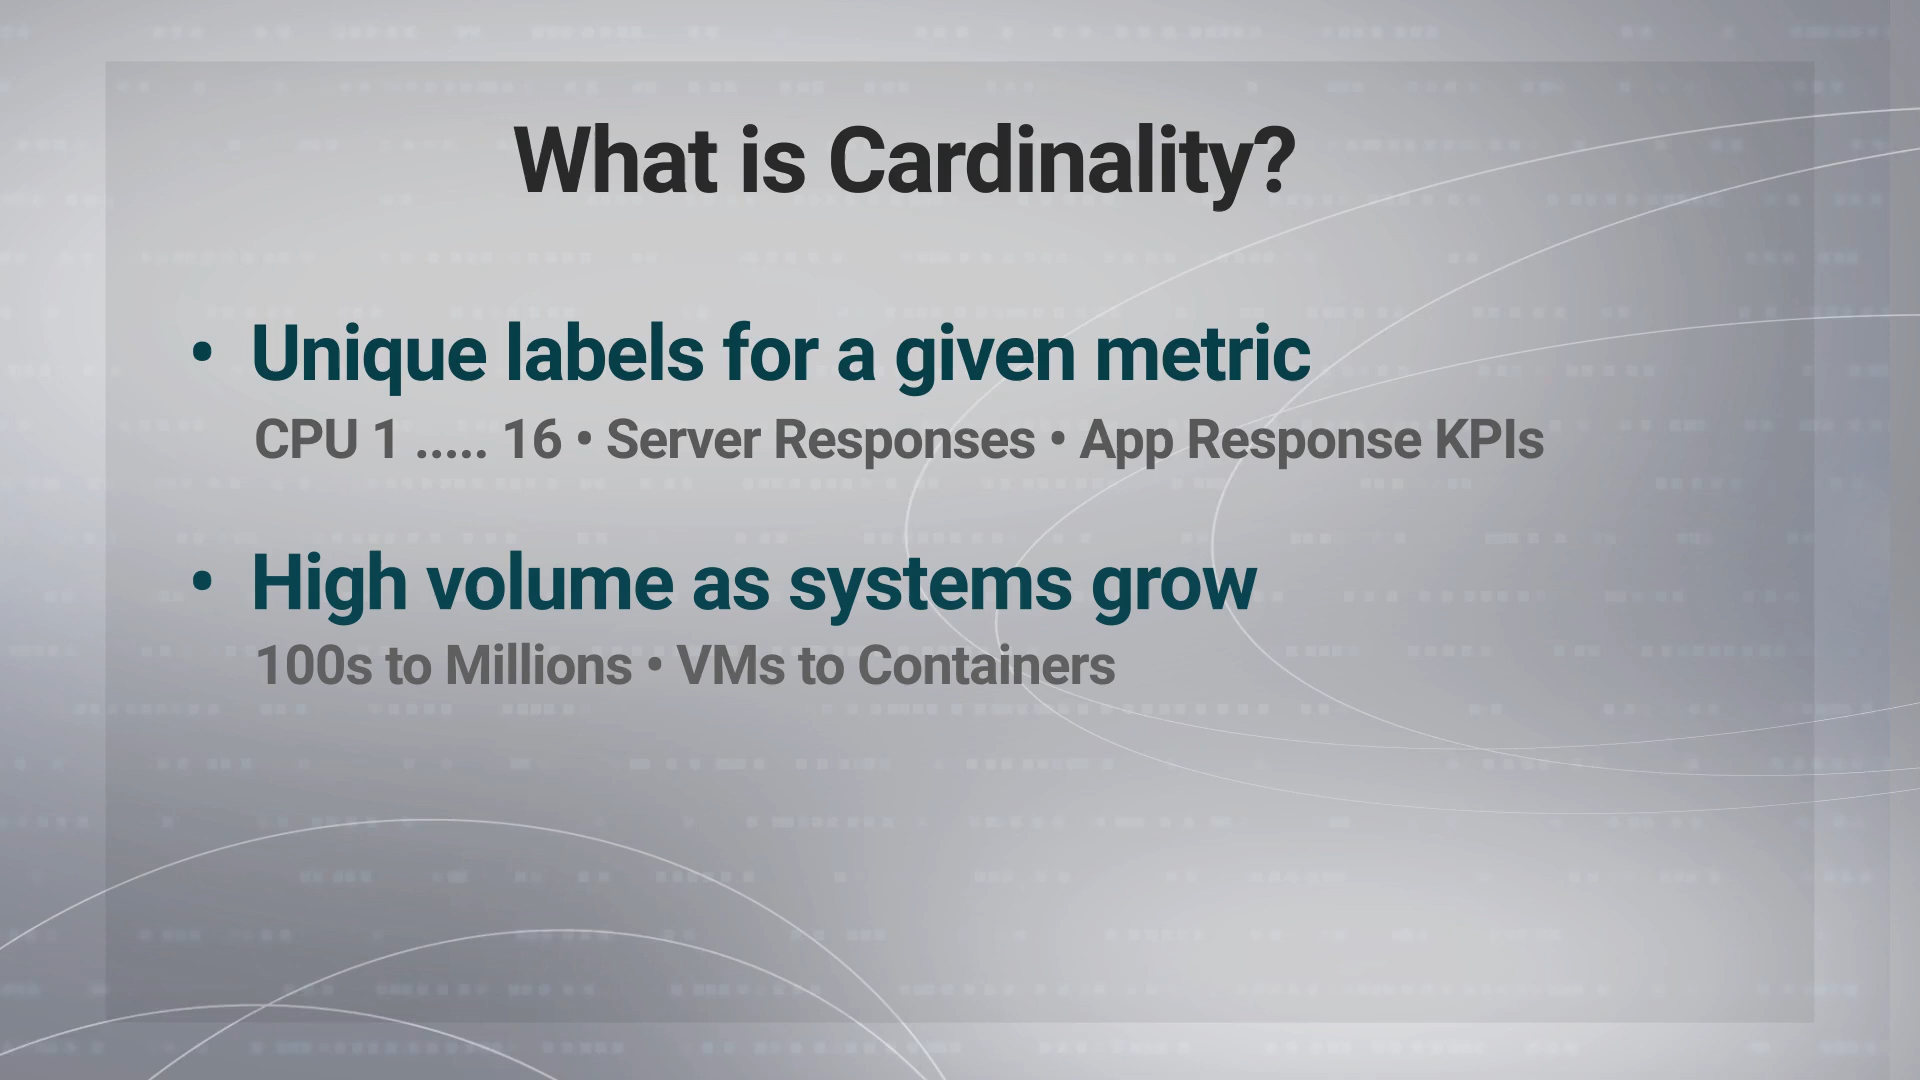 What is Cardinality?
• Unique labels for a given metric
CPU 1 ..... 16 • Server Responses • App Response KPIs
• High volume as systems grow
100s to Millions • VMs to Containers